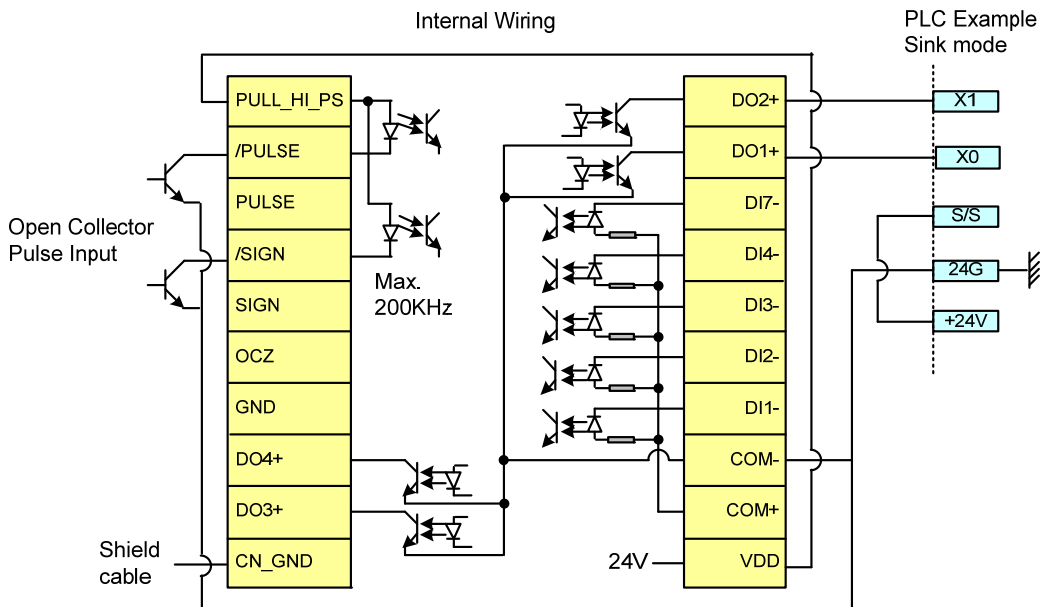 Internal Wiring
PLC Example
Sink mode
PULL_HI_PS
/PULSE
PULSE
/SIGN
SIGN
OCZ
GND
DO4+
DO3+
CN_GND
Open Collector
Pulse Input
Shield
cable
Max.
200KHz
DO2+
DO1+
DI7-
DI4-
DI3-
DI2-
DI1-
COM-
COM+
VDD
24V
X1
X0
S/S
24G
+24V